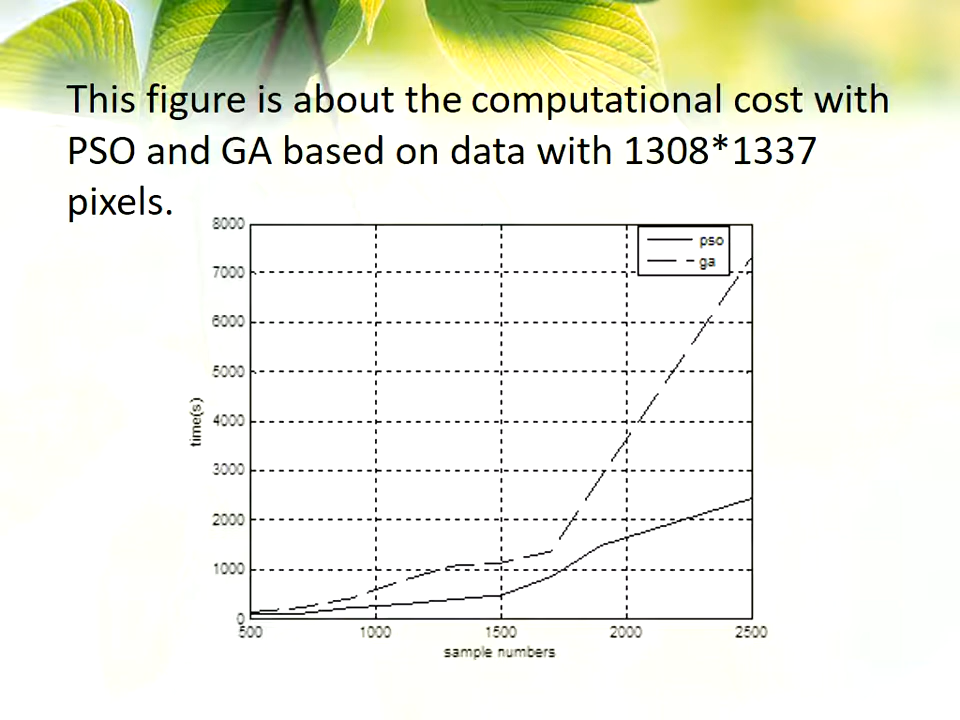 This figure is about the computational cost with
PSO and GA based on data with 1308*1337
pixels.
8000
7000
6000
5000
4000
3000
2000
1000
0
time(s)
pso
ga
500 1000 1500 2000 2500
sample numbers